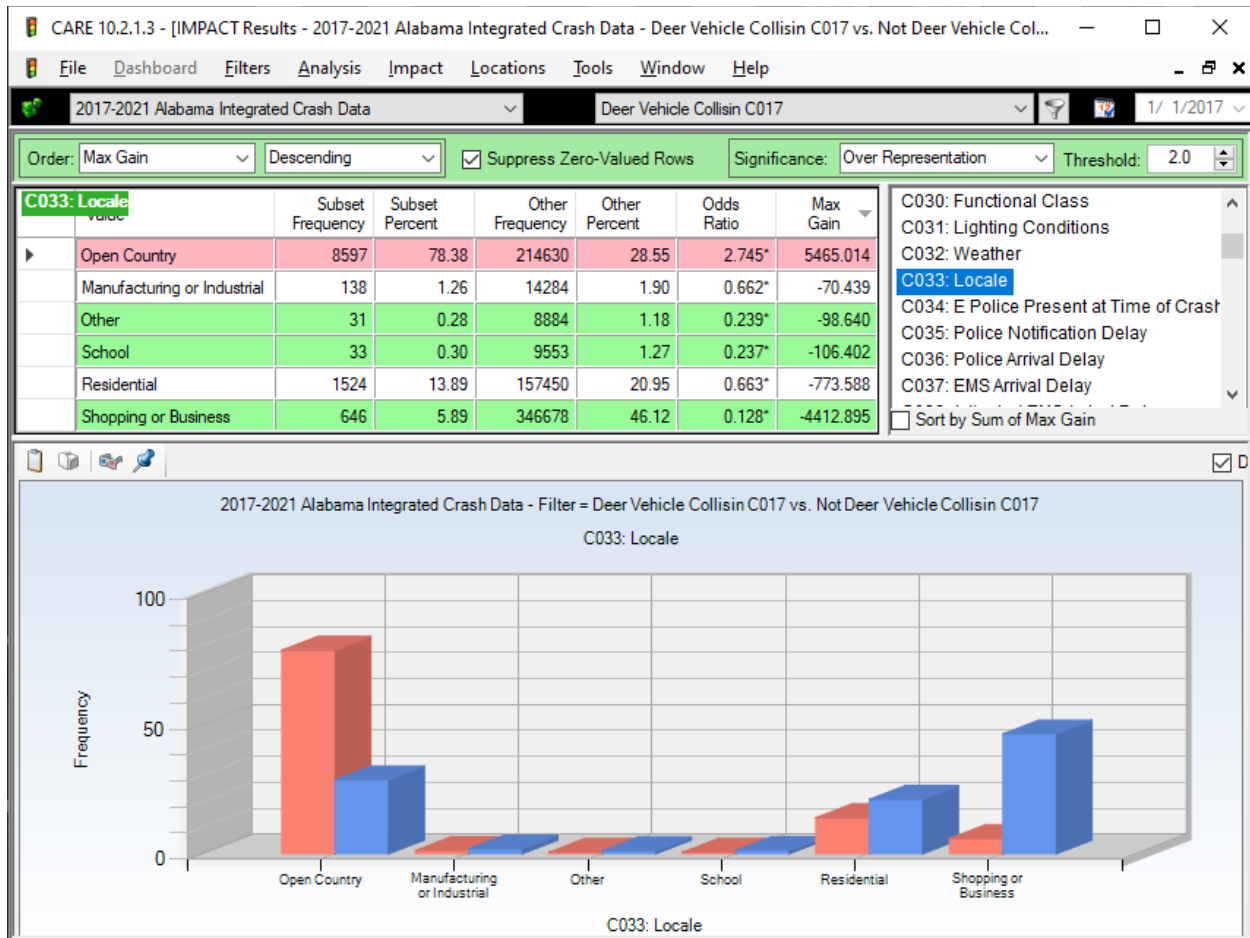 CARE 10.2.1.3 - [IMPACT Results - 2017-2021 Alabama Integrated Crash Data - Deer Vehicle Collisin C017 vs. Not Deer Vehicle Col...
File Dashboard Filters Analysis Impact Locations Tools Window Help
2017-2021 Alabama Integrated Crash Data Deer Vehicle Collisin C017 1/ 1/2017
Order: Max Gain Descending Suppress Zero-Valued Rows Significance: Over Representation Threshold: 2.0
C033: Locale Subset Frequency Subset Percent Other Frequency Other Percent Odds Ratio Max Gain
Open Country 8597 78.38 214630 28.55 2.745* 5465.014
Manufacturing or Industrial 138 1.26 14284 1.90 0.662* -70.439
Other 31 0.28 8884 1.18 0.239* -98.640
School 33 0.30 9553 1.27 0.237* -106.402
Residential 1524 13.89 157450 20.95 0.663* -773.588
Shopping or Business 646 5.89 346678 46.12 0.128* -4412.895
C030: Functional Class
C031: Lighting Conditions
C032: Weather
C033: Locale
C034: E Police Present at Time of Crash
C035: Police Notification Delay
C036: Police Arrival Delay
C037: EMS Arrival Delay
Sort by Sum of Max Gain
D
2017-2021 Alabama Integrated Crash Data - Filter = Deer Vehicle Collisin C017 vs. Not Deer Vehicle Collisin C017
C033: Locale
100
50
0
Frequency
Open Country
Manufacturing
or Industrial
Other
School
Residential
Shopping or
Business
C033: Locale